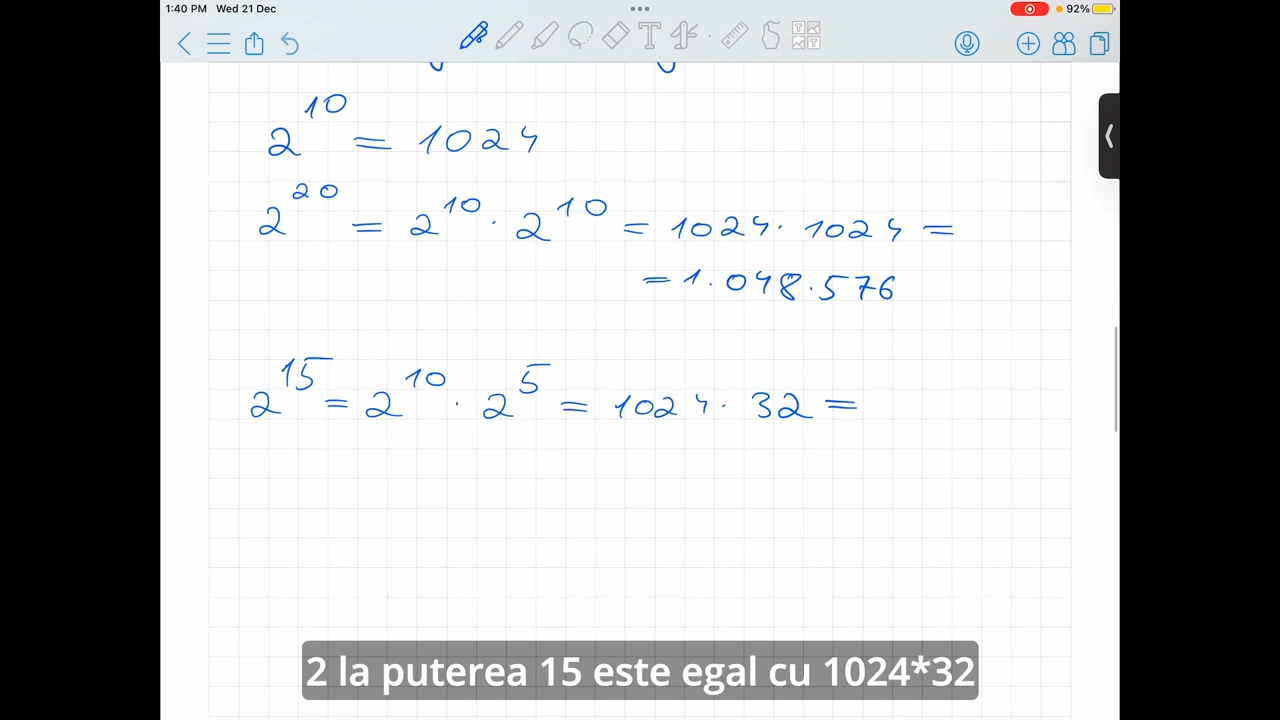 1:40 PM Wed 21 Dec
92%
2^10 = 1024
2^20 = 2^10 · 2^10 = 1024 · 1024 =
= 1.048.576
2^15 = 2^10 · 2^5 = 1024 · 32 =
2 la puterea 15 este egal cu 1024*32